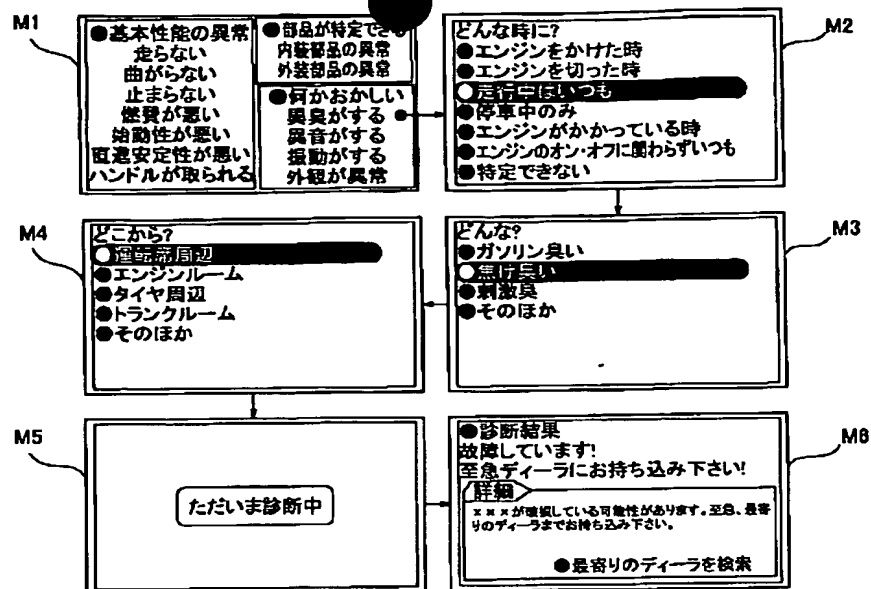 M1
●基本性能の異常
走らない
曲がらない
止まらない
燃費が悪い
始動性が悪い
直進安定性が悪い
ハンドルが取られる
●部品が特定でき
内装部品の異常
外装部品の異常
●何かおかしい
異臭がする
異音がする
振動がする
外観が異常
M2
どんな時に?
●エンジンをかけた時
●エンジンを切った時
○走行中はいつも
●停車中のみ
●エンジンがかかっている時
●エンジンのオン・オフに関わらずいつも
●特定できない
M4
どこから?
○運転席周辺
●エンジンルーム
●タイヤ周辺
●トランクルーム
●そのほか
M3
どんな?
●ガソリン臭い
○焦げ臭い
●刺激臭
●そのほか
M5
ただいま診断中
M6
●診断結果
故障しています!
至急ディーラにお持ち込み下さい!
詳細
×××が破損している可能性があります。至急、最寄
りのディーラまでお持ち込み下さい。
●最寄りのディーラを検索